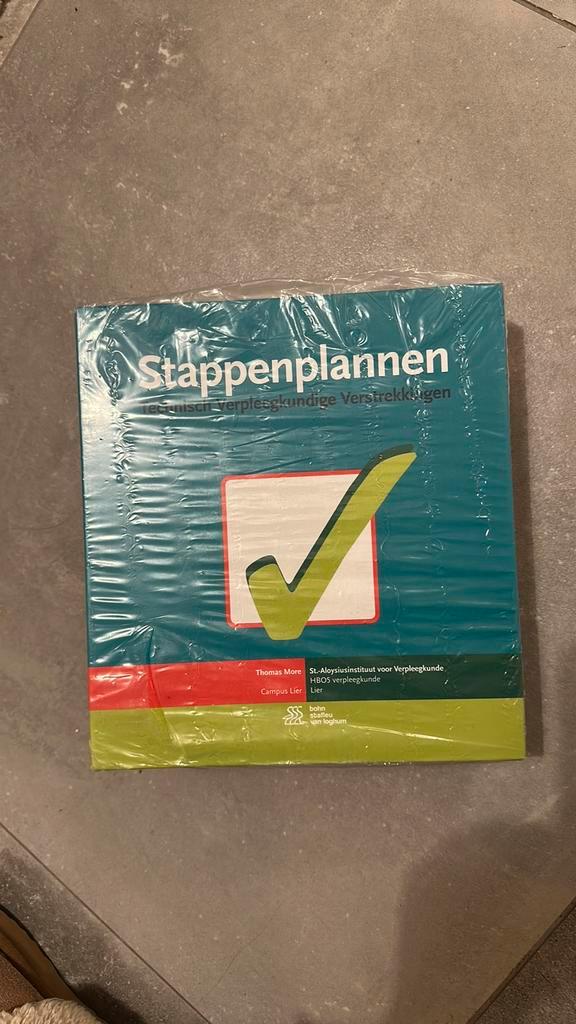 Stappenplannen
Technisch Verpleegkundige Verstrekkingen
Thomas More
Campus Lier
St.-Aloysiusinstituut voor Verpleegkunde
HBO5 verpleegkunde
Lier
bohn
stafleu
van loghum